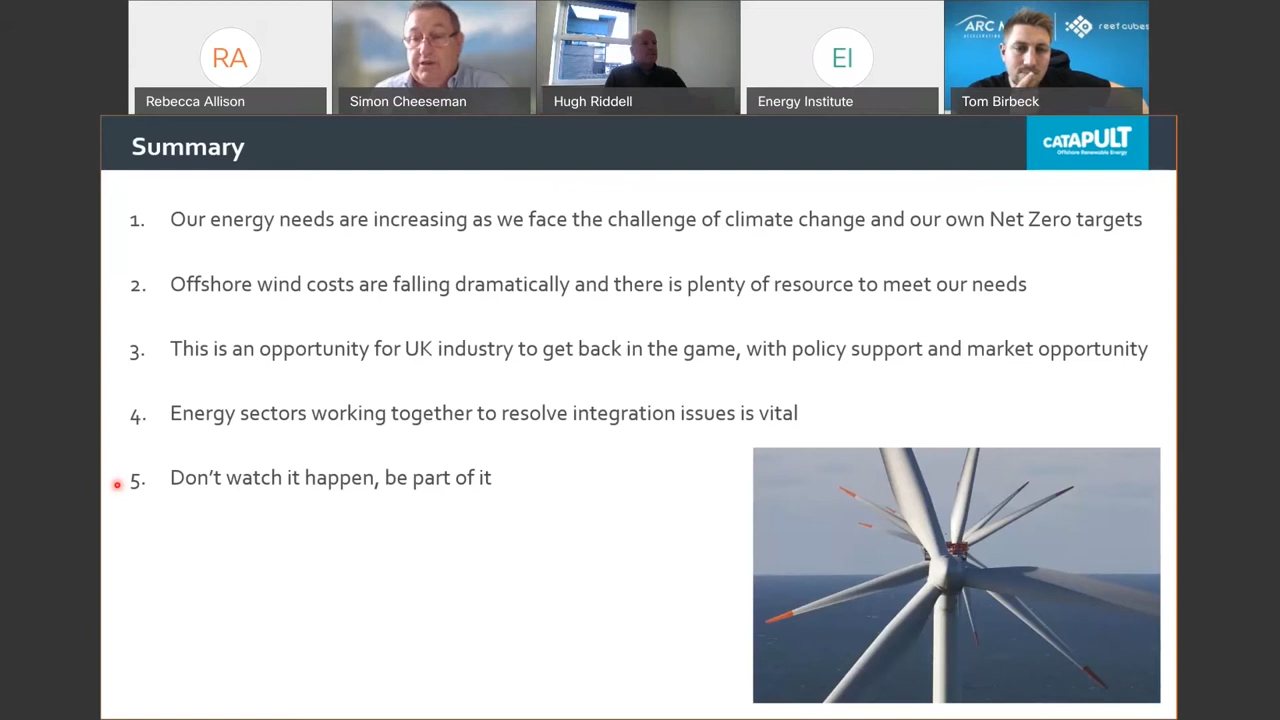 RA
Rebecca Allison
Simon Cheeseman
Hugh Riddell
EI
Energy Institute
ARC
reef cubes
Tom Birbeck
Summary
CATAPULT
Offshore Renewable Energy
1. Our energy needs are increasing as we face the challenge of climate change and our own Net Zero targets
2. Offshore wind costs are falling dramatically and there is plenty of resource to meet our needs
3. This is an opportunity for UK industry to get back in the game, with policy support and market opportunity
4. Energy sectors working together to resolve integration issues is vital
5. Don’t watch it happen, be part of it